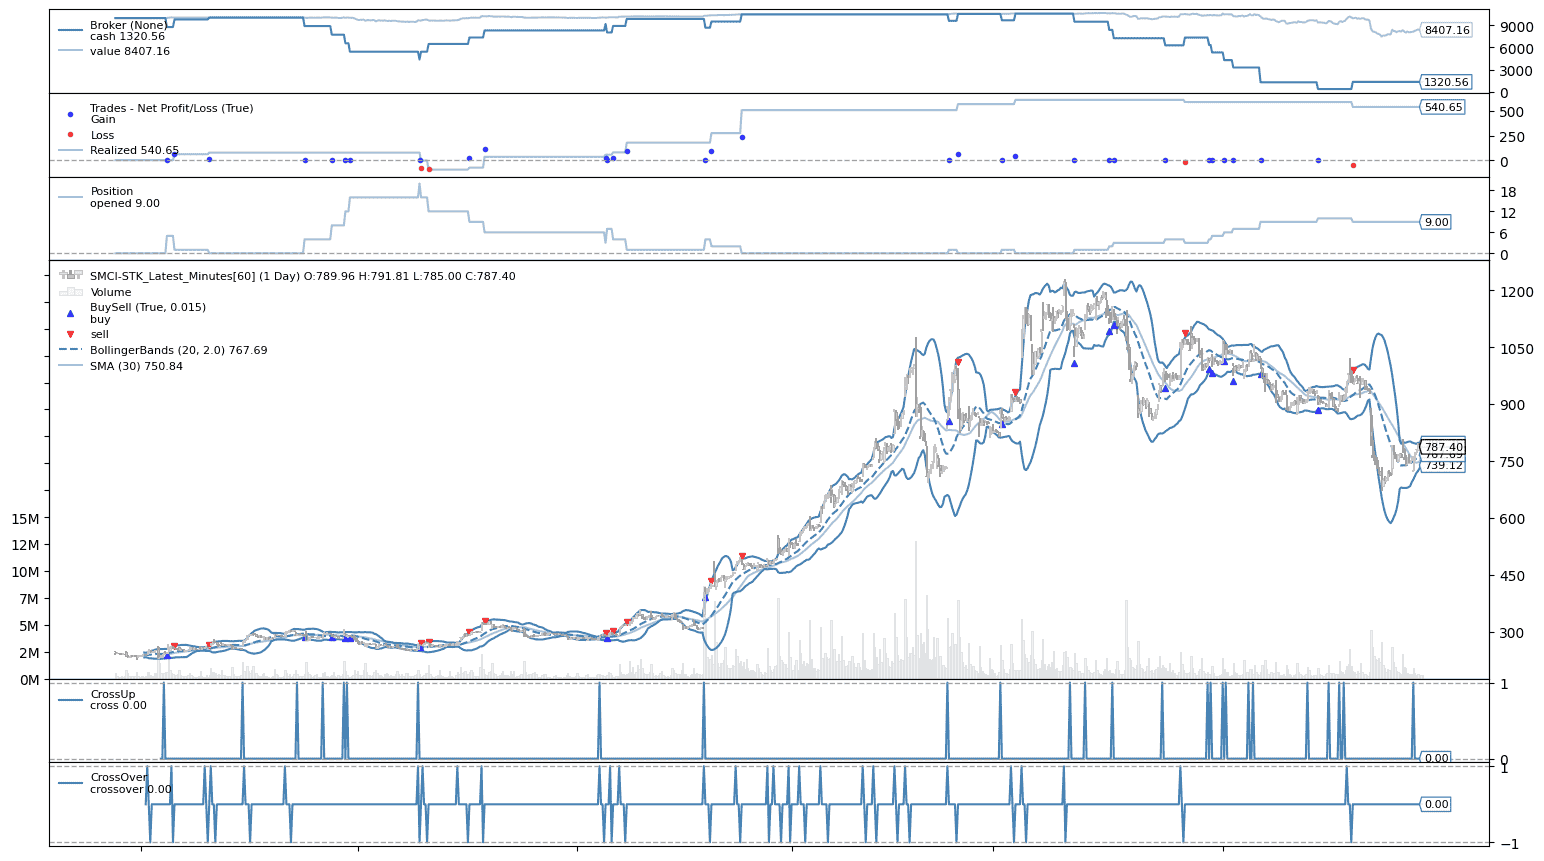 Broker (None)
cash 1320.56
value 8407.16
9000
6000
3000
0
8407.16
1320.56
Trades - Net Profit/Loss (True)
Gain
Loss
Realized 540.65
500
250
0
540.65
Position
opened 9.00
18
12
6
0
9.00
SMCI-STK_Latest_Minutes[60] (1 Day) O:789.96 H:791.81 L:785.00 C:787.40
Volume
BuySell (True, 0.015)
buy
sell
BollingerBands (20, 2.0) 767.69
SMA (30) 750.84
1200
1050
900
750
600
450
300
787.40
739.12
15M
12M
10M
7M
5M
2M
0M
CrossUp
cross 0.00
1
0
0.00
CrossOver
crossover 0.00
1
−1
0.00